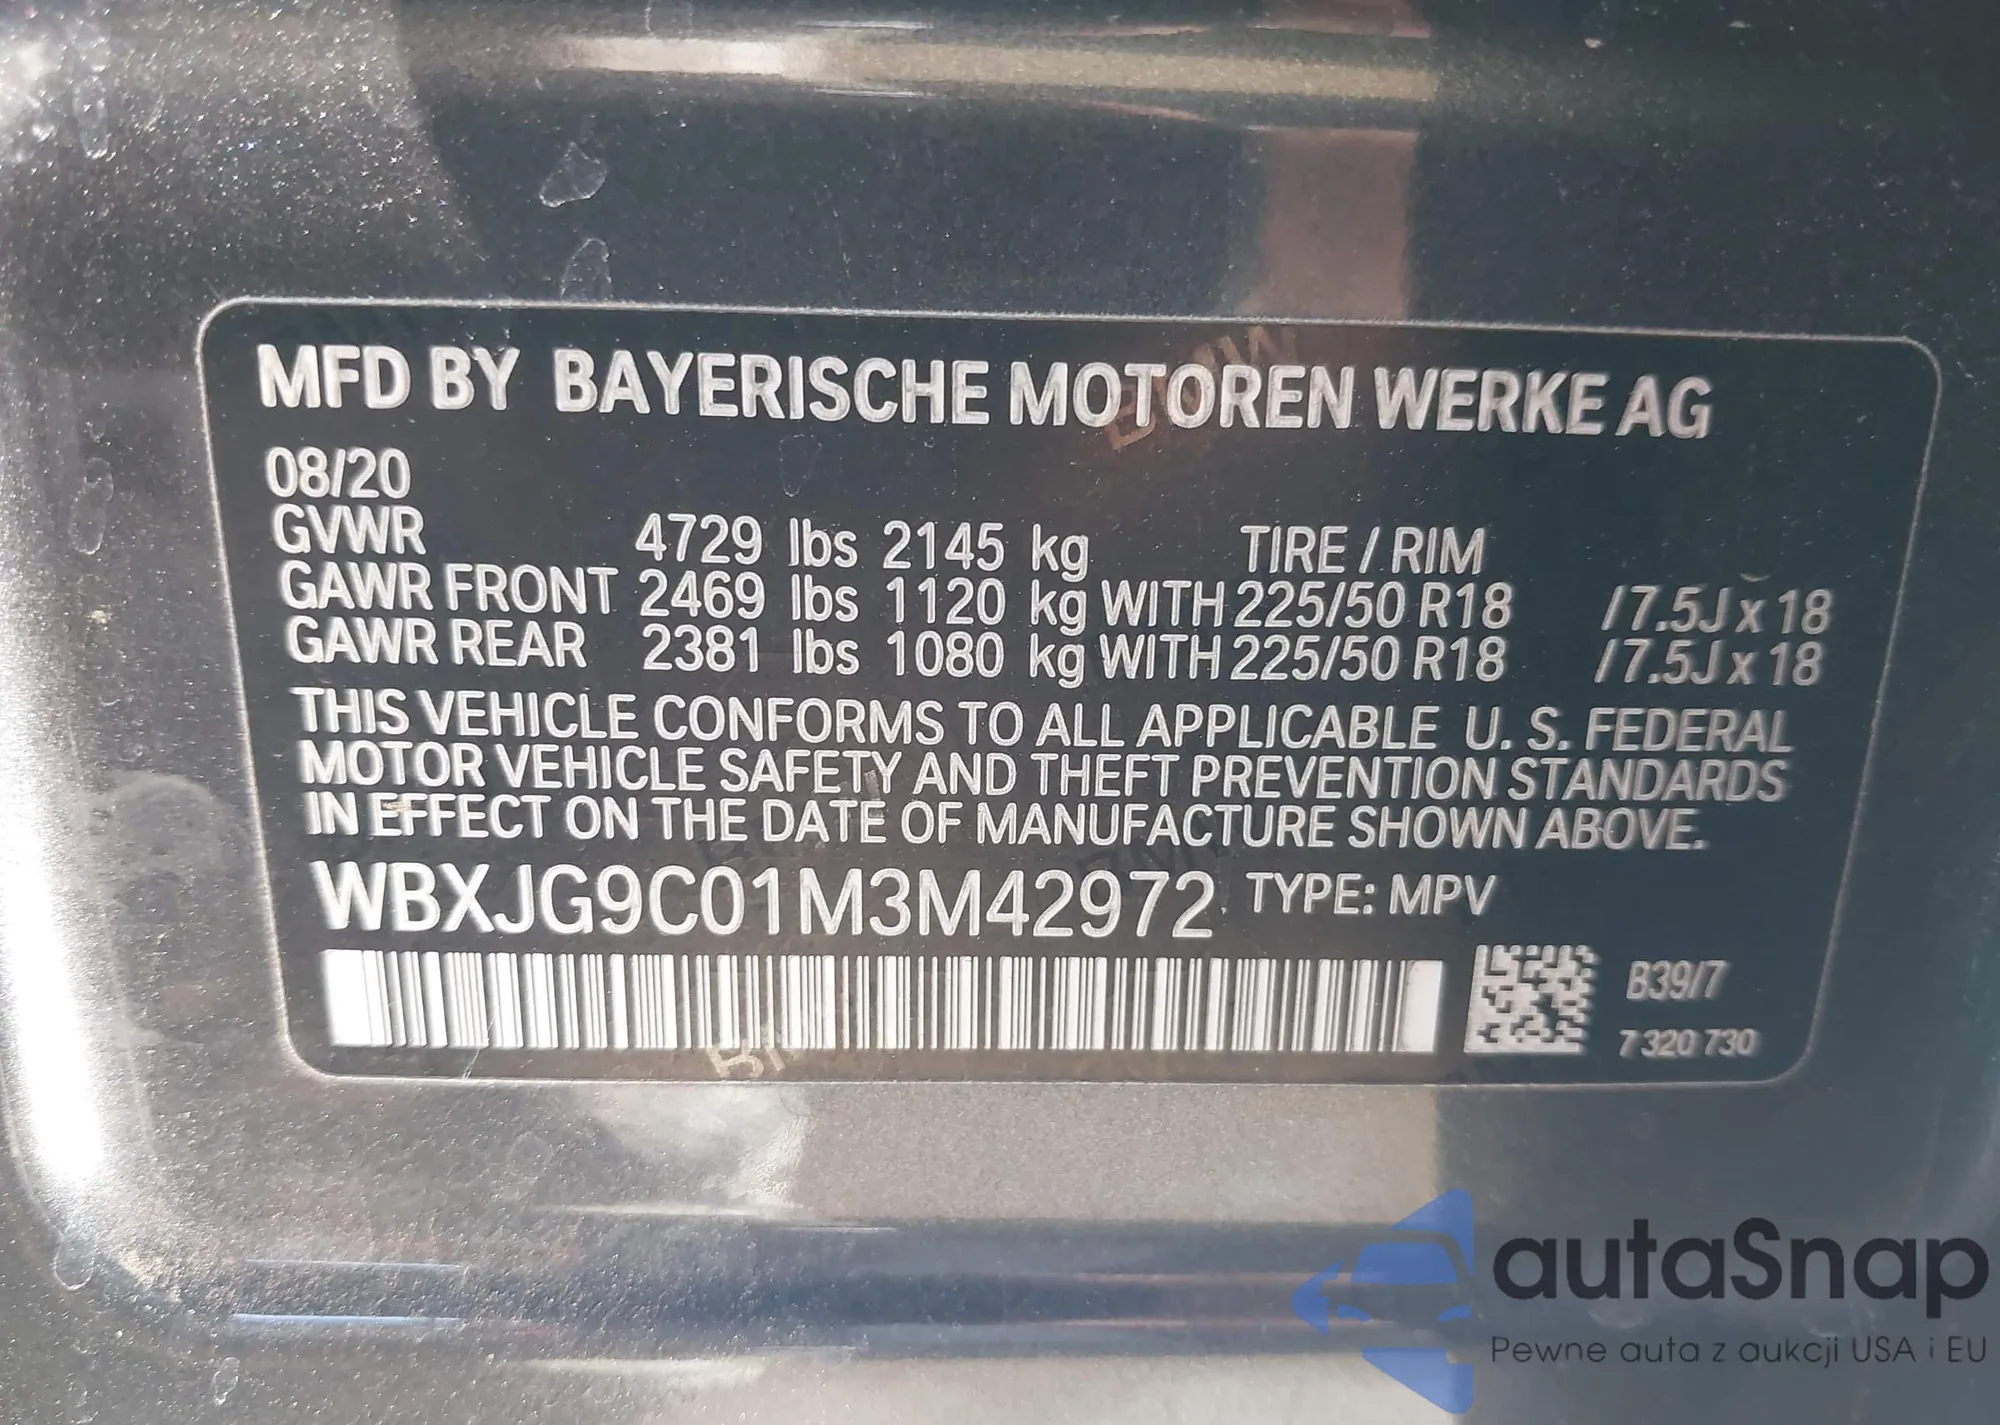 MFD BY BAYERISCHE MOTOREN WERKE AG
08/20
GVWR 4729 lbs 2145 kg TIRE / RIM
GAWR FRONT 2469 lbs 1120 kg WITH 225/50 R18 /7.5J x 18
GAWR REAR 2381 lbs 1080 kg WITH 225/50 R18 /7.5J x 18
THIS VEHICLE CONFORMS TO ALL APPLICABLE U. S. FEDERAL
MOTOR VEHICLE SAFETY AND THEFT PREVENTION STANDARDS
IN EFFECT ON THE DATE OF MANUFACTURE SHOWN ABOVE.
WBXJG9C01M3M42972 TYPE: MPV
B39/7
7 320 730
autaSnap
Pewne auta z aukcji USA i EU